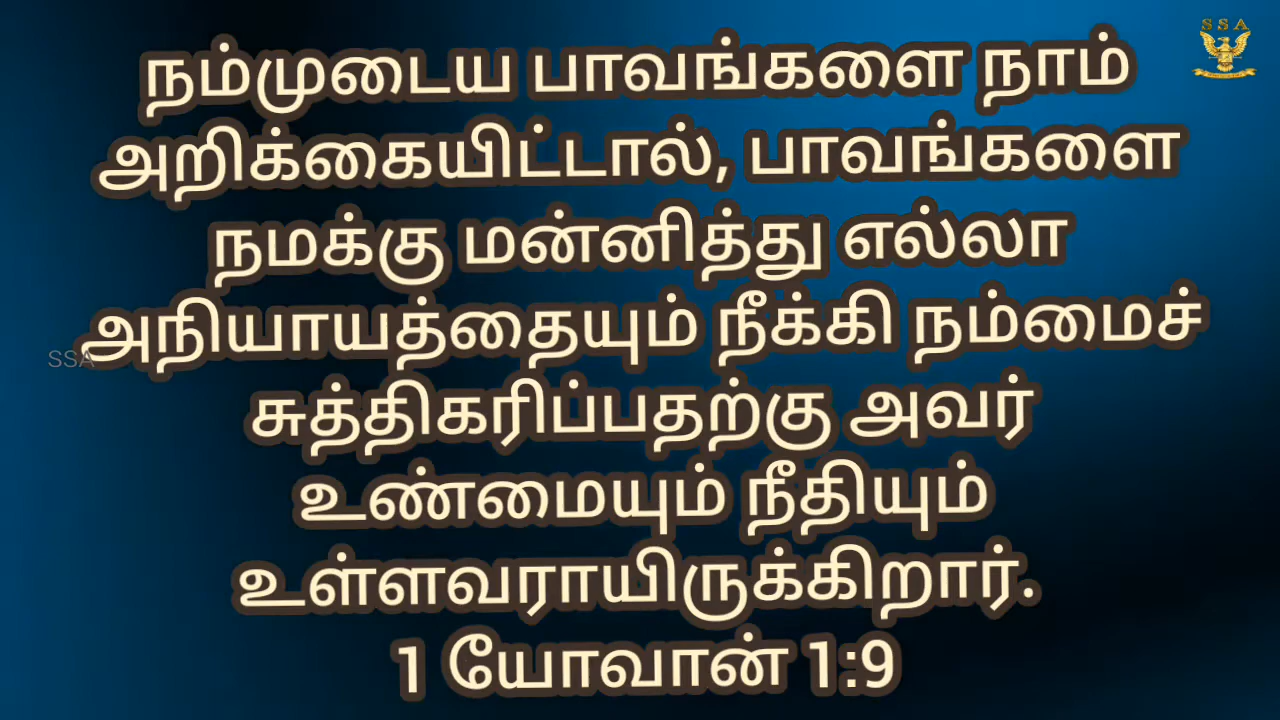 SSA
நம்முடைய பாவங்களை நாம்
அறிக்கையிட்டால், பாவங்களை
நமக்கு மன்னித்து எல்லா
அநியாயத்தையும் நீக்கி நம்மைச்
SSA
சுத்திகரிப்பதற்கு அவர்
உண்மையும் நீதியும்
உள்ளவராயிருக்கிறார்.
1 யோவான் 1:9